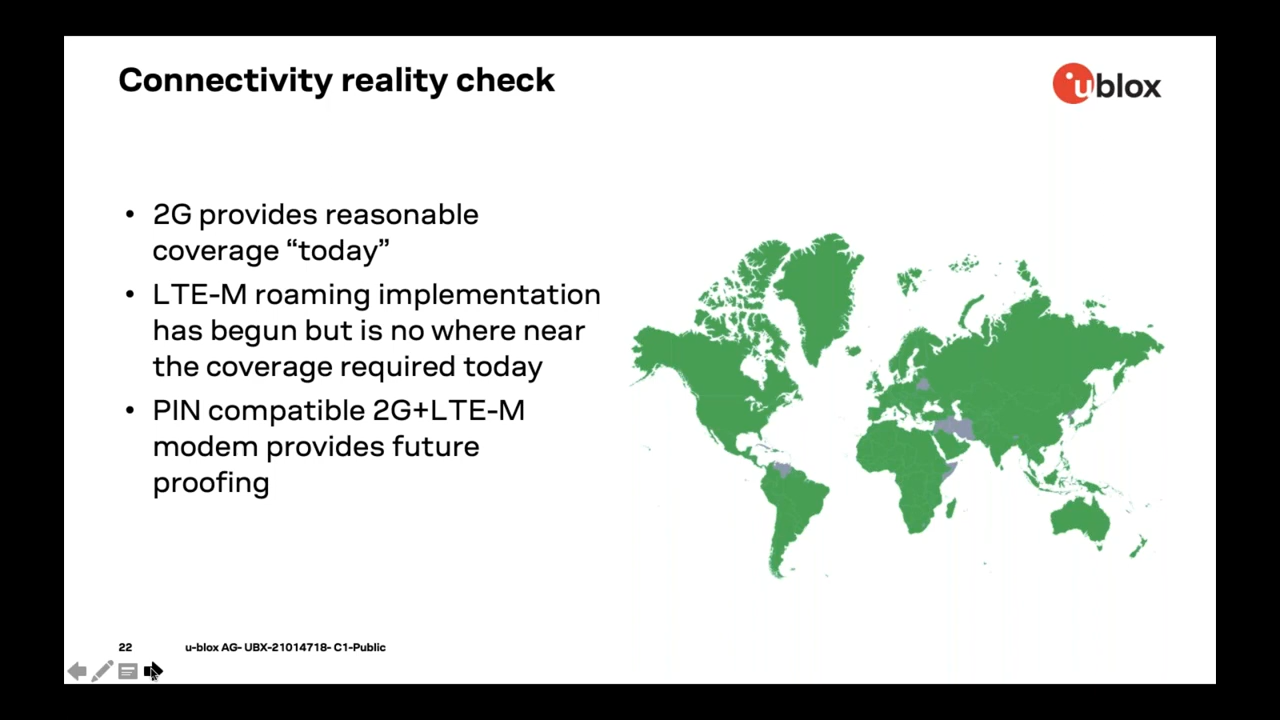 Connectivity reality check
ublox
• 2G provides reasonable
coverage “today”
• LTE-M roaming implementation
has begun but is no where near
the coverage required today
• PIN compatible 2G+LTE-M
modem provides future
proofing
22
u-blox AG- UBX-21014718- C1-Public